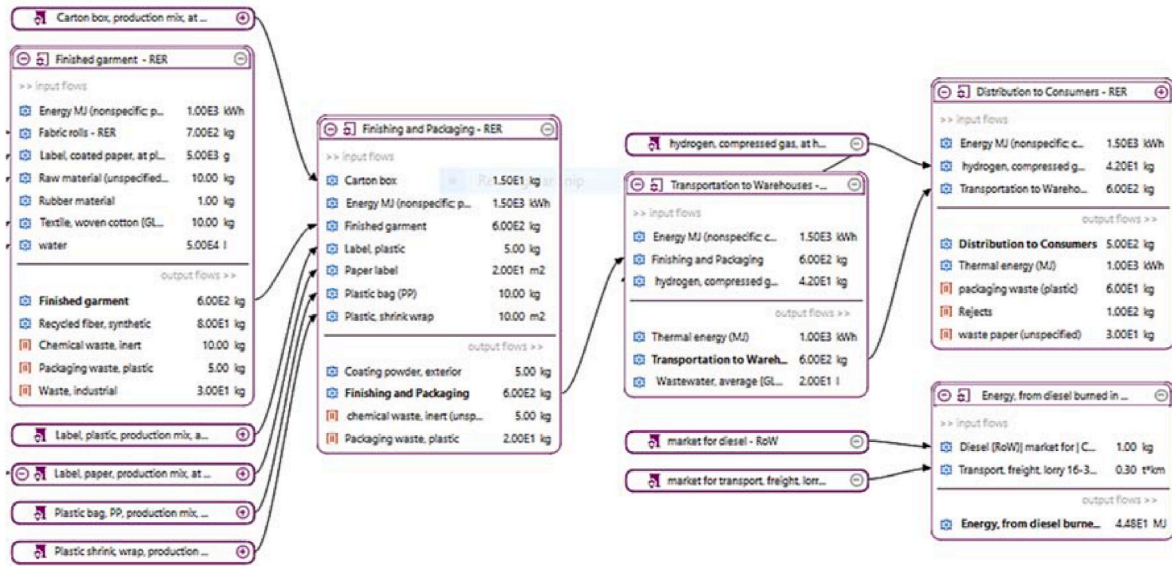 Carton box, production mix, at ...
Finished garment - RER
>> input flows
Energy MJ (nonspecific; p... 1.00E3 kWh
Fabric rolls - RER 7.00E2 kg
Label, coated paper, at pl... 5.00E3 g
Raw material (unspecified... 10.00 kg
Rubber material 1.00 kg
Textile, woven cotton (GL... 10.00 kg
water 5.00E4 l
output flows >>
Finished garment 6.00E2 kg
Recycled fiber, synthetic 8.00E1 kg
Chemical waste, inert 10.00 kg
Packaging waste, plastic 5.00 kg
Waste, industrial 3.00E1 kg
Label, plastic, production mix, a...
Label, paper, production mix, at ...
Plastic bag, PP, production mix, ...
Plastic shrink, wrap, production ...
Finishing and Packaging - RER
>> input flows
Carton box 1.50E1 kg
Energy MJ (nonspecific; p... 1.50E3 kWh
Finished garment 6.00E2 kg
Label, plastic 5.00 kg
Paper label 2.00E1 m2
Plastic bag (PP) 10.00 kg
Plastic, shrink wrap 10.00 m2
output flows >>
Coating powder, exterior 5.00 kg
Finishing and Packaging 6.00E2 kg
chemical waste, inert (unsp... 5.00 kg
Packaging waste, plastic 2.00E1 kg
hydrogen, compressed gas, at h...
Transportation to Warehouses -...
>> input flows
Energy MJ (nonspecific; c... 1.50E3 kWh
Finishing and Packaging 6.00E2 kg
hydrogen, compressed g... 4.20E1 kg
output flows >>
Thermal energy (MJ) 1.00E3 kWh
Transportation to Wareh... 6.00E2 kg
Wastewater, average (GL... 2.00E1 l
market for diesel - RoW
market for transport, freight, lorr...
Distribution to Consumers - RER
>> input flows
Energy MJ (nonspecific c... 1.50E3 kWh
hydrogen, compressed g... 4.20E1 kg
Transportation to Wareho... 6.00E2 kg
output flows >>
Distribution to Consumers 5.00E2 kg
Thermal energy (MJ) 1.00E3 kWh
packaging waste (plastic) 6.00E1 kg
Rejects 1.00E2 kg
waste paper (unspecified) 3.00E1 kg
Energy, from diesel burned in ...
>> input flows
Diesel {RoW}| market for | C... 1.00 kg
Transport, freight, lorry 16-3... 0.30 t*km
output flows >>
Energy, from diesel burne... 4.48E1 MJ